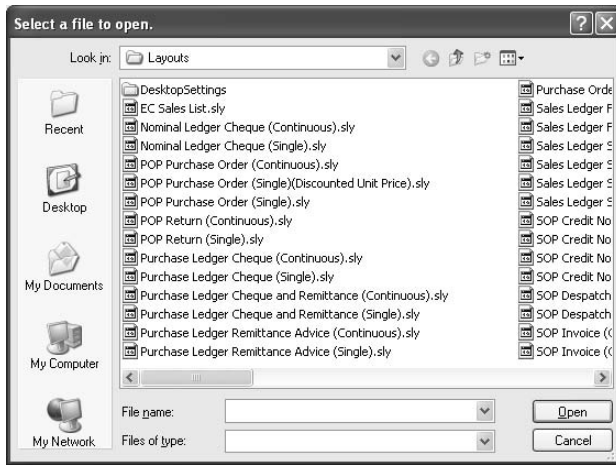 Select a file to open.
Look in: Layouts
Recent
Desktop
My Documents
My Computer
My Network
DesktopSettings
EC Sales List.sly
Nominal Ledger Cheque (Continuous).sly
Nominal Ledger Cheque (Single).sly
POP Purchase Order (Continuous).sly
POP Purchase Order (Single)(Discounted Unit Price).sly
POP Purchase Order (Single).sly
POP Return (Continuous).sly
POP Return (Single).sly
Purchase Ledger Cheque (Continuous).sly
Purchase Ledger Cheque (Single).sly
Purchase Ledger Cheque and Remittance (Continuous).sly
Purchase Ledger Cheque and Remittance (Single).sly
Purchase Ledger Remittance Advice (Continuous).sly
Purchase Ledger Remittance Advice (Single).sly
Purchase Orde
Sales Ledger F
Sales Ledger F
Sales Ledger S
Sales Ledger S
Sales Ledger S
Sales Ledger S
SOP Credit No
SOP Credit No
SOP Credit No
SOP Credit No
SOP Despatch
SOP Despatch
SOP Invoice (C
SOP Invoice (C
File name:
Open
Files of type:
Cancel